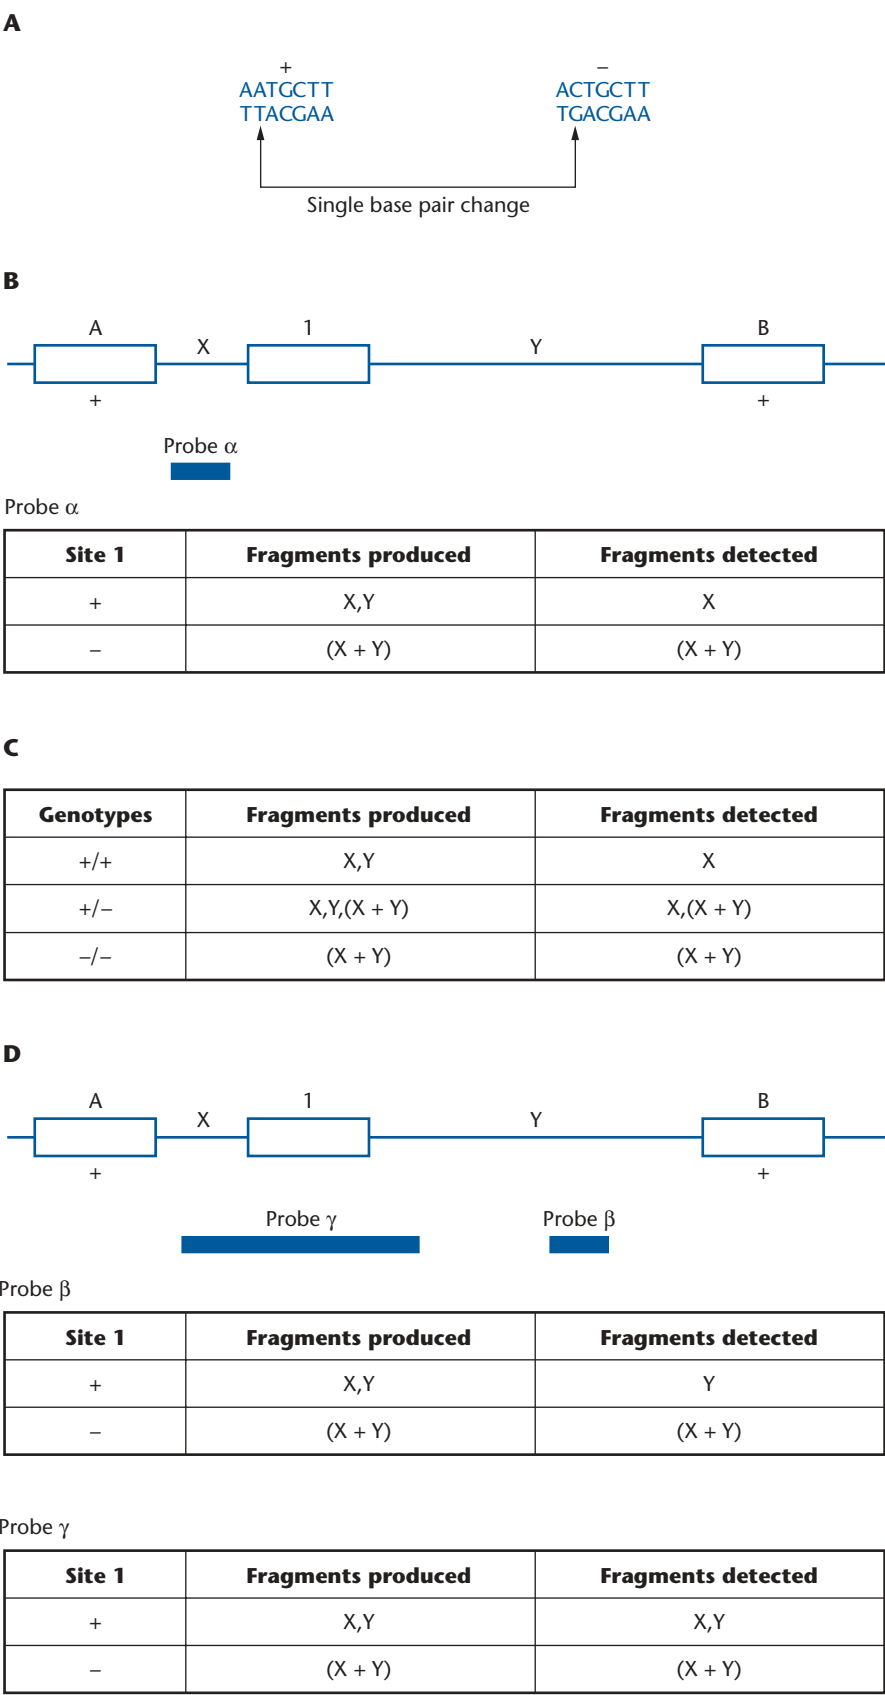 A
+ –
AATGCTT ACTGCTT
TTACGAA TGACGAA
Single base pair change
B
A X 1 Y B
+ +
Probe α
Probe α
Site 1 Fragments produced Fragments detected
+ X,Y X
– (X + Y) (X + Y)
C
Genotypes Fragments produced Fragments detected
+/+ X,Y X
+/– X,Y,(X + Y) X,(X + Y)
–/– (X + Y) (X + Y)
D
A X 1 Y B
+ +
Probe γ Probe β
Probe β
Site 1 Fragments produced Fragments detected
+ X,Y Y
– (X + Y) (X + Y)
Probe γ
Site 1 Fragments produced Fragments detected
+ X,Y X,Y
– (X + Y) (X + Y)